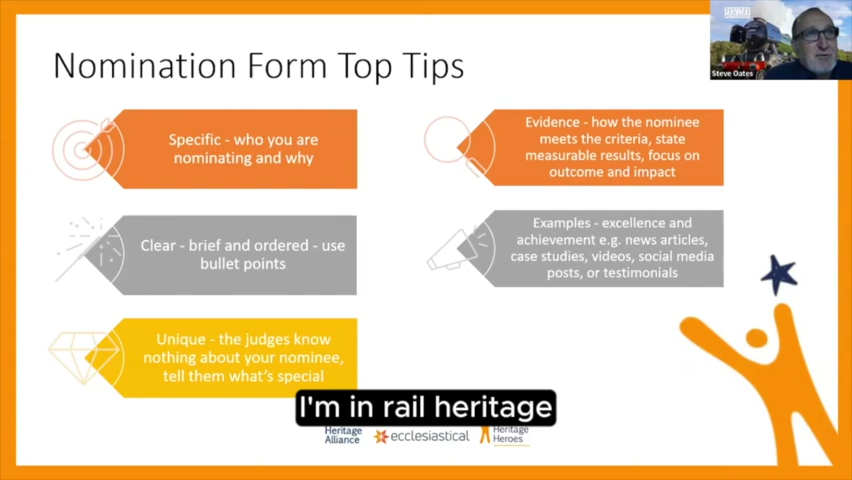 Nomination Form Top Tips
Steve Oates
Specific - who you are
nominating and why
Evidence - how the nominee
meets the criteria, state
measurable results, focus on
outcome and impact
Clear - brief and ordered - use
bullet points
Examples - excellence and
achievement e.g. news articles,
case studies, videos, social media
posts, or testimonials
Unique - the judges know
nothing about your nominee,
tell them what's special
I'm in rail heritage
Heritage
Alliance
ecclesiastical
Heritage
Heroes